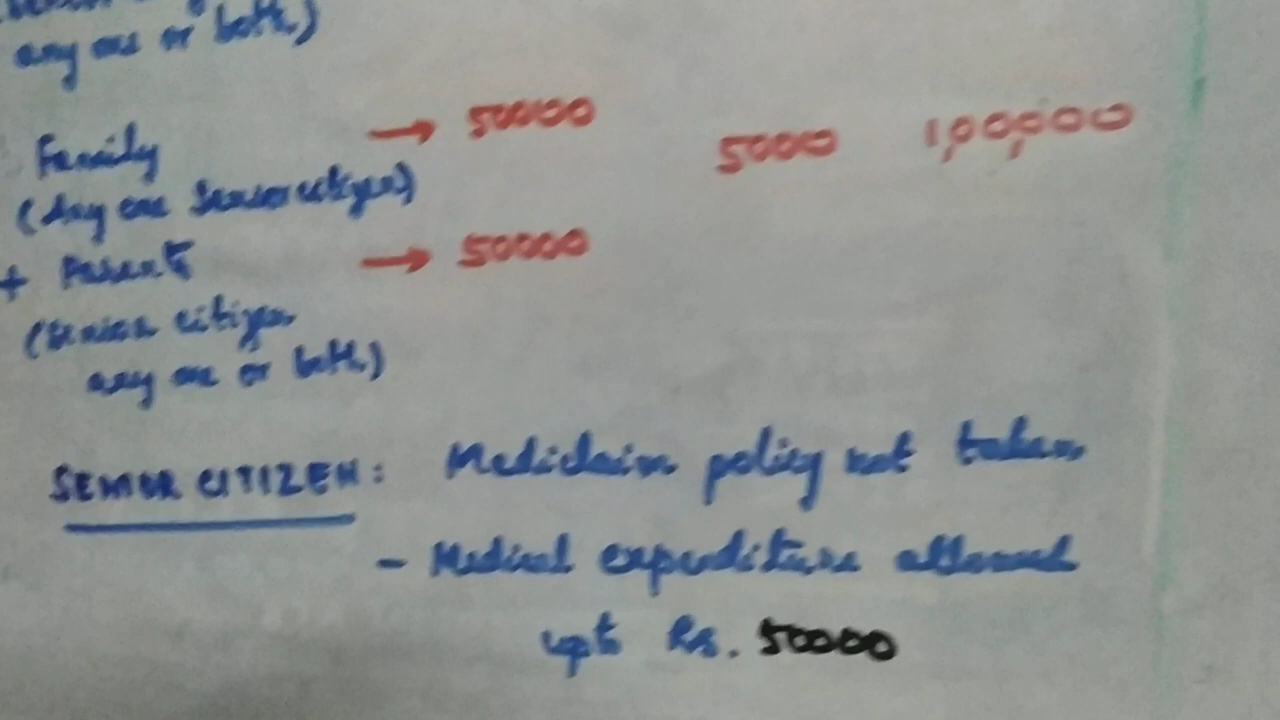 any one or both)
Family → 50000 5000 1,00,000
(Any one Senior citizen)
+ Parents → 50000
(Senior citizen
any one or both)
SENIOR CITIZEN: Mediclaim policy not taken
- Medical expenditure allowed
upto Rs. 50000